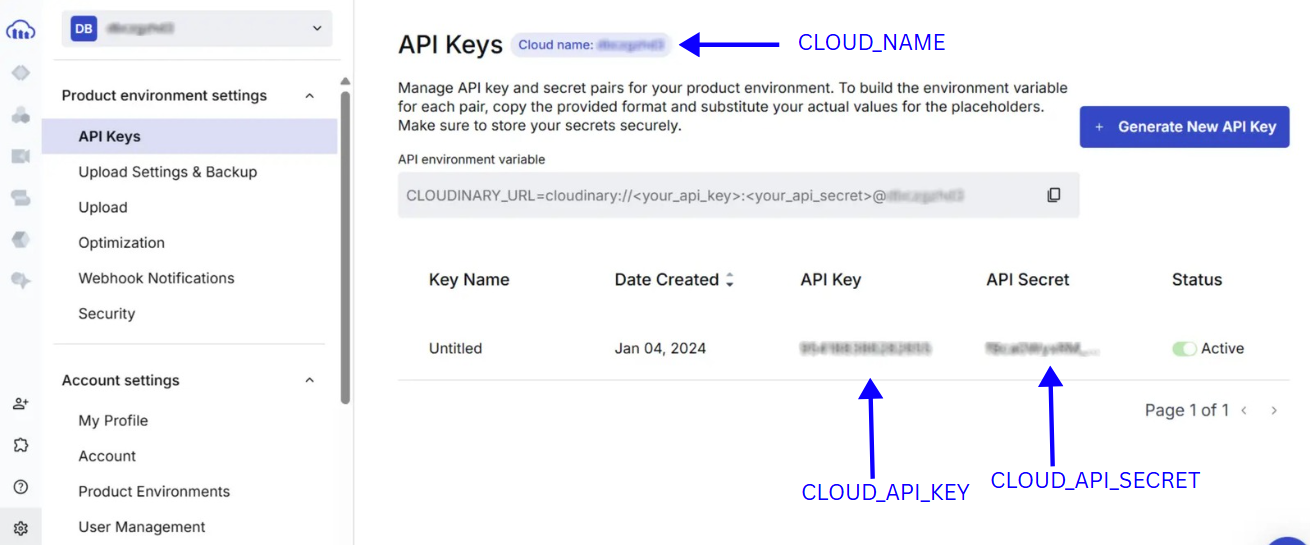 DB
Product environment settings
API Keys
Upload Settings & Backup
Upload
Optimization
Webhook Notifications
Security
Account settings
My Profile
Account
Product Environments
User Management
API Keys
Cloud name:
CLOUD_NAME
Manage API key and secret pairs for your product environment. To build the environment variable
for each pair, copy the provided format and substitute your actual values for the placeholders.
Make sure to store your secrets securely.
+ Generate New API Key
API environment variable
CLOUDINARY_URL=cloudinary://<your_api_key>:<your_api_secret>@
Key Name Date Created API Key API Secret Status
Untitled Jan 04, 2024 Active
Page 1 of 1 < >
CLOUD_API_KEY
CLOUD_API_SECRET